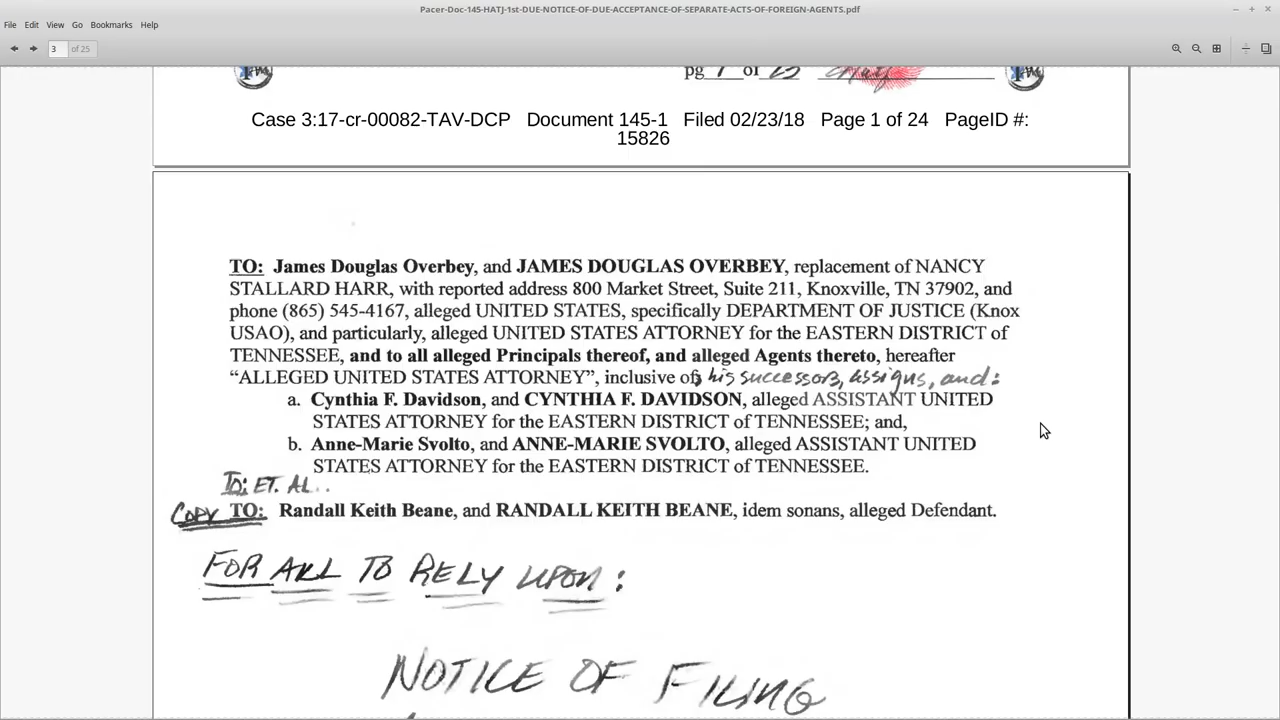 Pacer-Doc-145-HATJ-1st-DUE-NOTICE-OF-DUE-ACCEPTANCE-OF-SEPARATE-ACTS-OF-FOREIGN-AGENTS.pdf
File Edit View Go Bookmarks Help
3 of 25
pg 1 of 25
Case 3:17-cr-00082-TAV-DCP Document 145-1 Filed 02/23/18 Page 1 of 24 PageID #:
15826
TO: James Douglas Overbey, and JAMES DOUGLAS OVERBEY, replacement of NANCY
STALLARD HARR, with reported address 800 Market Street, Suite 211, Knoxville, TN 37902, and
phone (865) 545-4167, alleged UNITED STATES, specifically DEPARTMENT OF JUSTICE (Knox
USAO), and particularly, alleged UNITED STATES ATTORNEY for the EASTERN DISTRICT of
TENNESSEE, and to all alleged Principals thereof, and alleged Agents thereto, hereafter
“ALLEGED UNITED STATES ATTORNEY”, inclusive of, his successors, assigns, and:
a. Cynthia F. Davidson, and CYNTHIA F. DAVIDSON, alleged ASSISTANT UNITED
STATES ATTORNEY for the EASTERN DISTRICT of TENNESSEE; and,
b. Anne-Marie Svolto, and ANNE-MARIE SVOLTO, alleged ASSISTANT UNITED
STATES ATTORNEY for the EASTERN DISTRICT of TENNESSEE.
TO: ET. AL..
COPY TO: Randall Keith Beane, and RANDALL KEITH BEANE, idem sonans, alleged Defendant.
FOR ALL TO RELY UPON:
NOTICE OF FILING